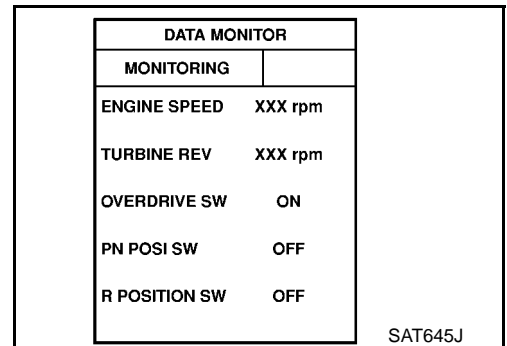 DATA MONITOR
MONITORING
ENGINE SPEED XXX rpm
TURBINE REV XXX rpm
OVERDRIVE SW ON
PN POSI SW OFF
R POSITION SW OFF
SAT645J